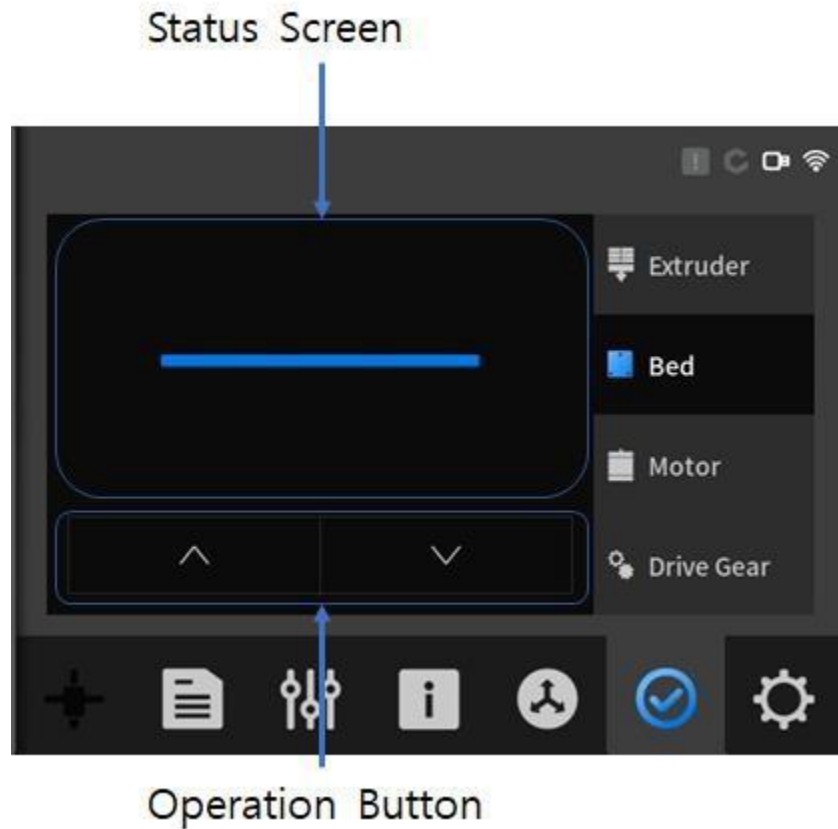 Status Screen
Extruder
Bed
Motor
Drive Gear
Operation Button